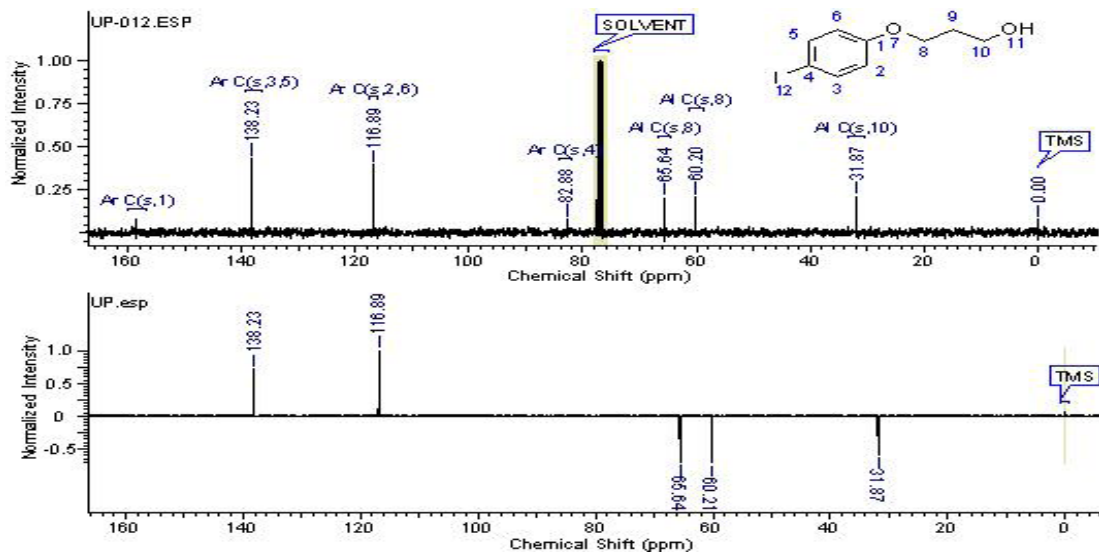 UP-012.ESP
SOLVENT
1.00
0.75
0.50
0.25
Normalized Intensity
Ar C(s,1)
Ar C(s,3,5)
138.23
Ar C(s,2,6)
116.89
Ar C(s,4)
82.88
Al C(s,8)
65.64
Al C(s,8)
60.20
Al C(s,10)
31.87
TMS
0.00
6
5
1
O
7
8
9
10
OH
11
2
3
4
I
12
160 140 120 100 80 60 40 20 0
Chemical Shift (ppm)
UP.esp
1.0
0.5
0
-0.5
Normalized Intensity
138.23
116.89
65.64
60.21
31.87
TMS
160 140 120 100 80 60 40 20 0
Chemical Shift (ppm)